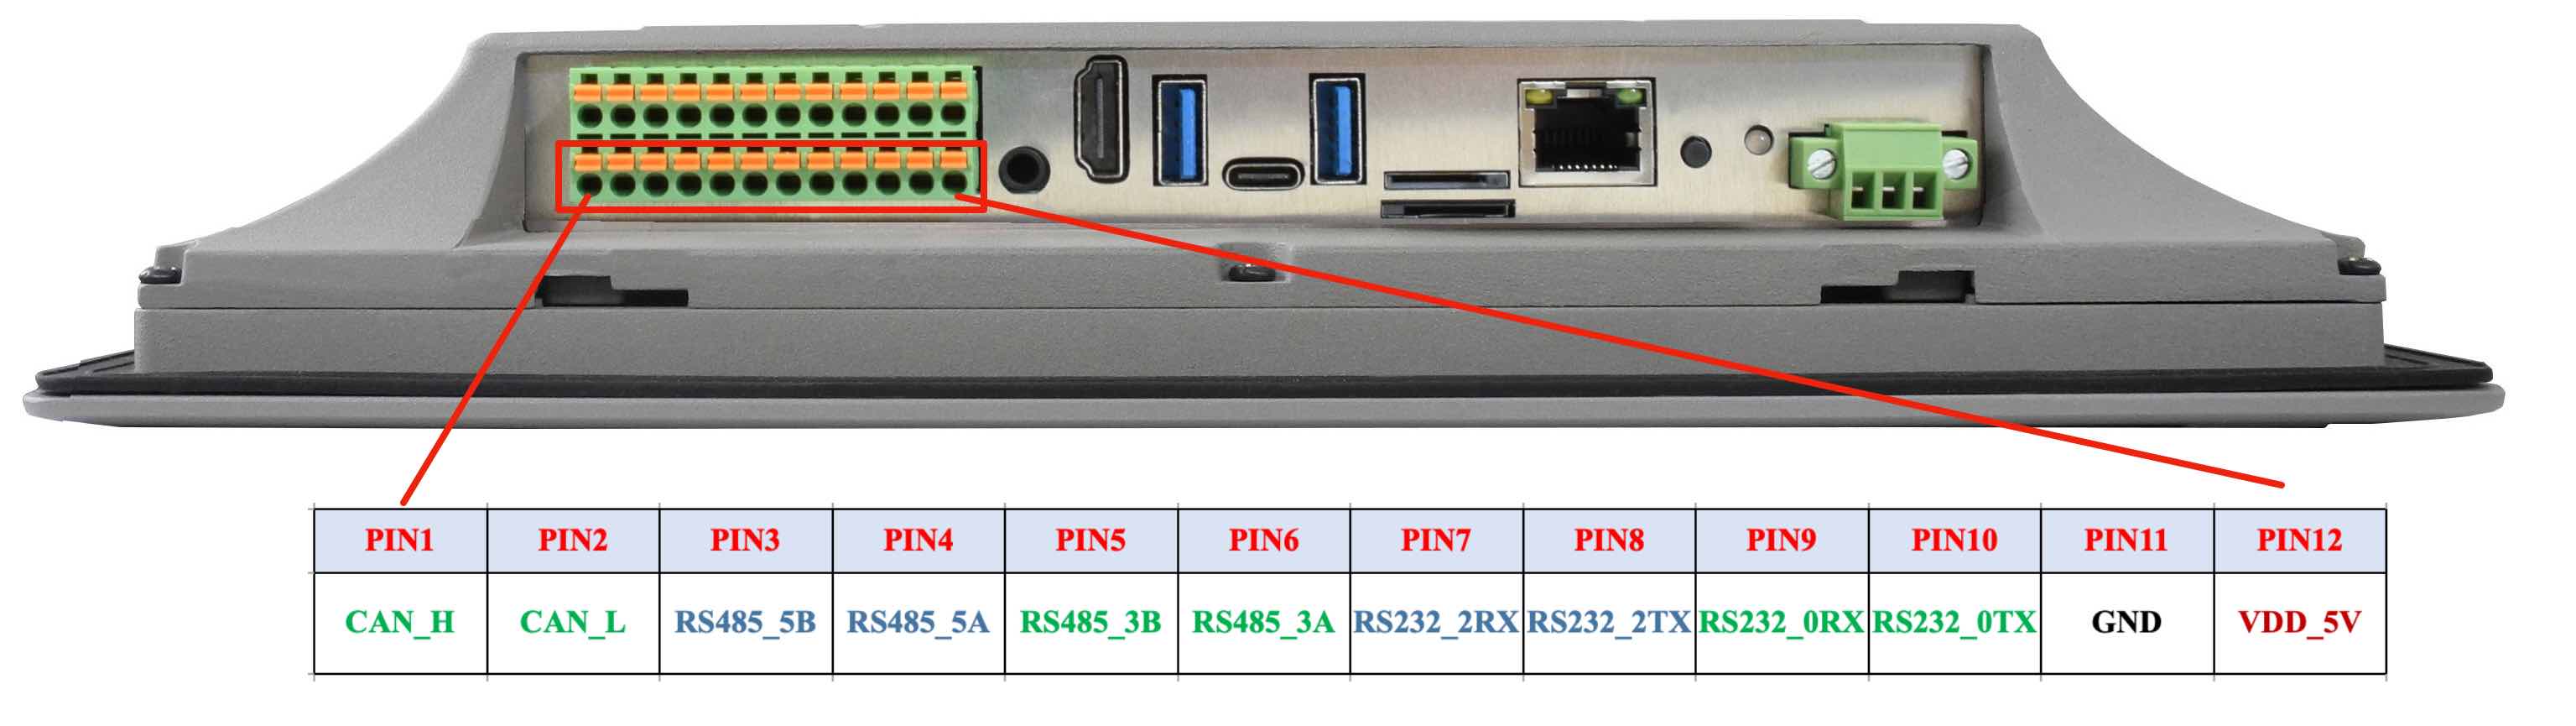 PIN1 PIN2 PIN3 PIN4 PIN5 PIN6 PIN7 PIN8 PIN9 PIN10 PIN11 PIN12
CAN_H CAN_L RS485_5B RS485_5A RS485_3B RS485_3A RS232_2RX RS232_2TX RS232_0RX RS232_0TX GND VDD_5V